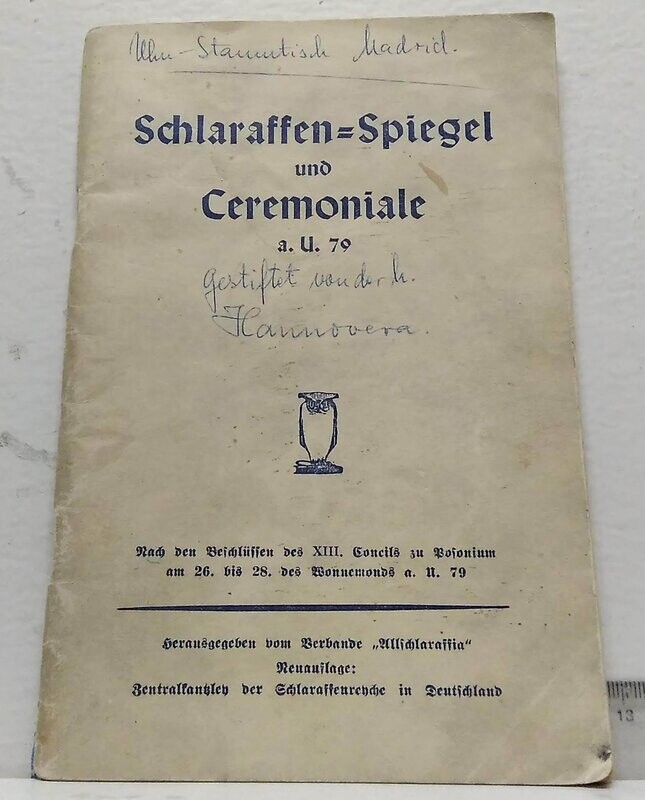 Uhu-Stammtisch Madrid.
Schlaraffen=Spiegel
und
Ceremoniale
a. U. 79
gestiftet von der h.
Hannovera.
Nach den Beschlüssen des XIII. Concils zu Posonium
am 26. bis 28. des Wonnemonds a. U. 79
Herausgegeben vom Verbande „Allschlaraffia“
Neuauflage:
Zentralkantzley der Schlaraffenreyche in Deutschland
13